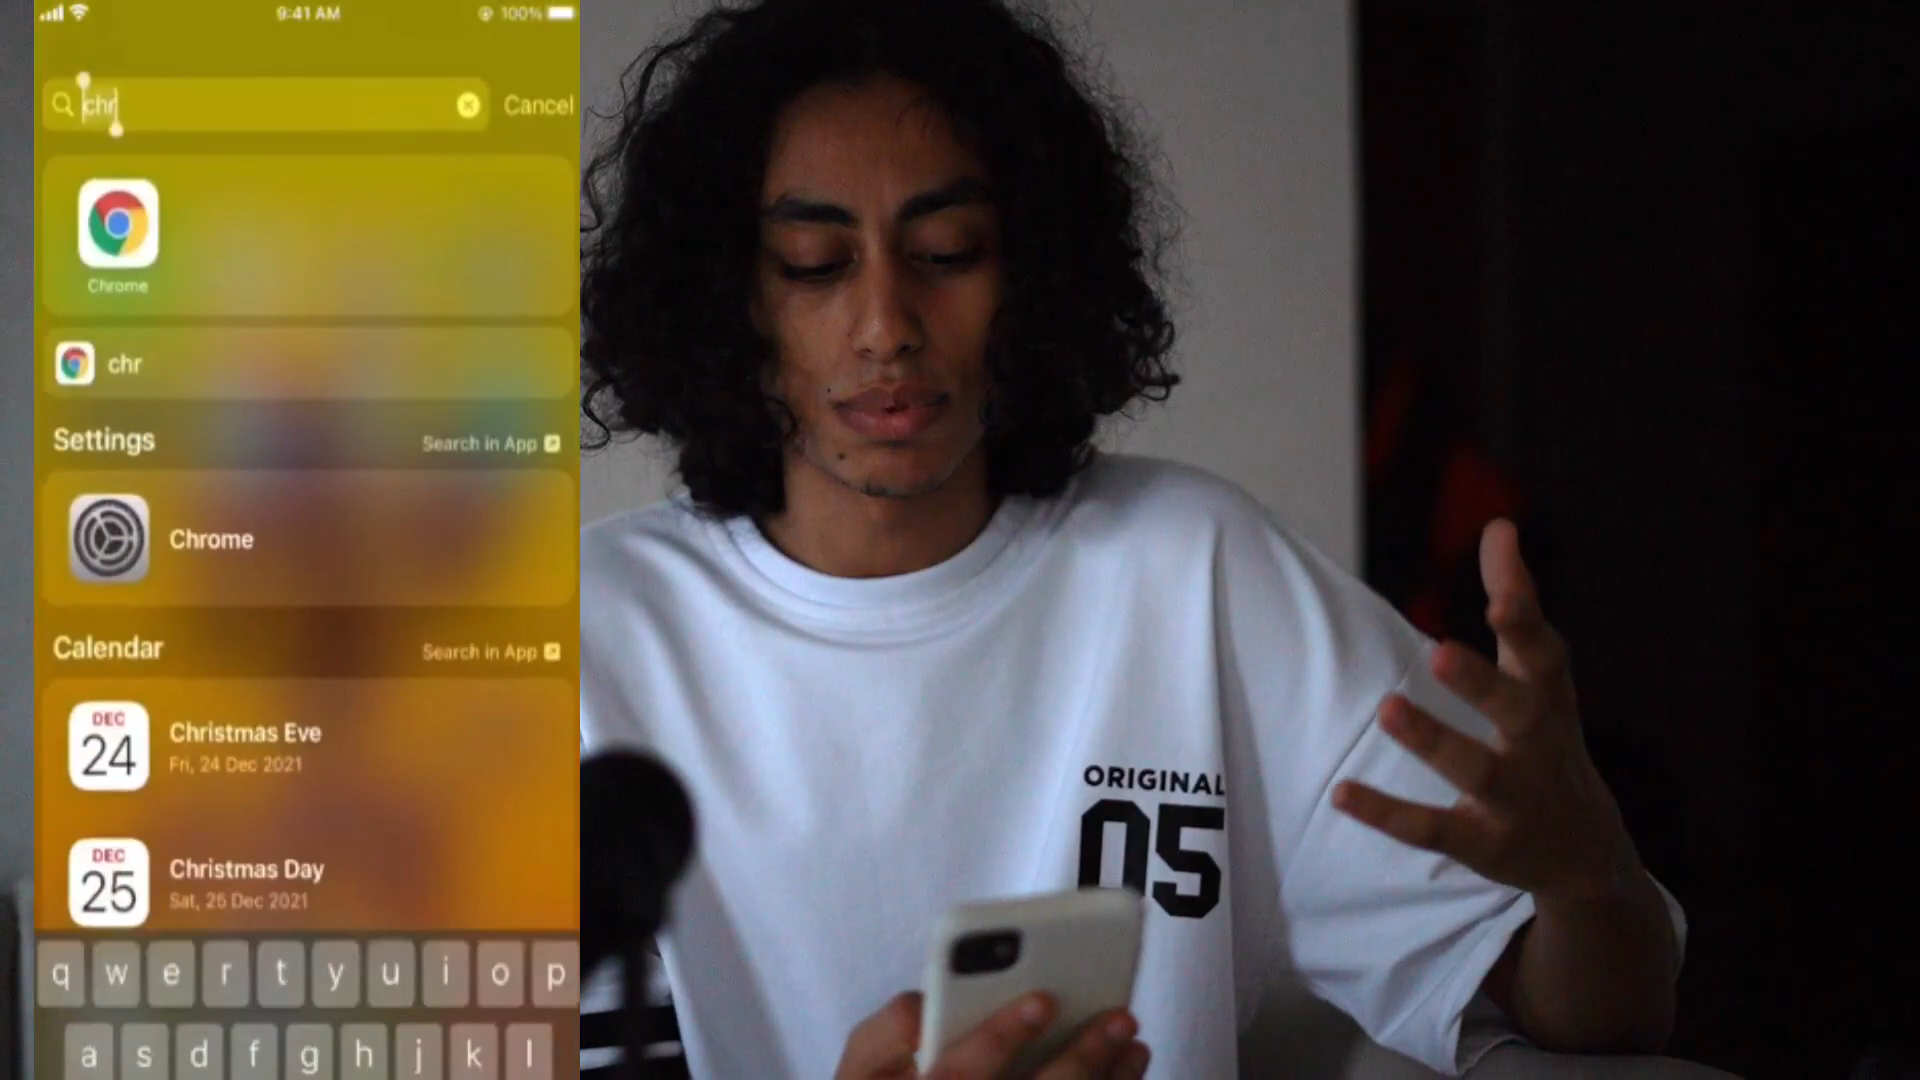 9:41 AM
100%
chr
Cancel
Chrome
chr
Settings
Search in App
Chrome
Calendar
Search in App
DEC
24
Christmas Eve
Fri, 24 Dec 2021
DEC
25
Christmas Day
Sat, 25 Dec 2021
q w e r t y u i o p
a s d f g h j k l
ORIGINAL
05